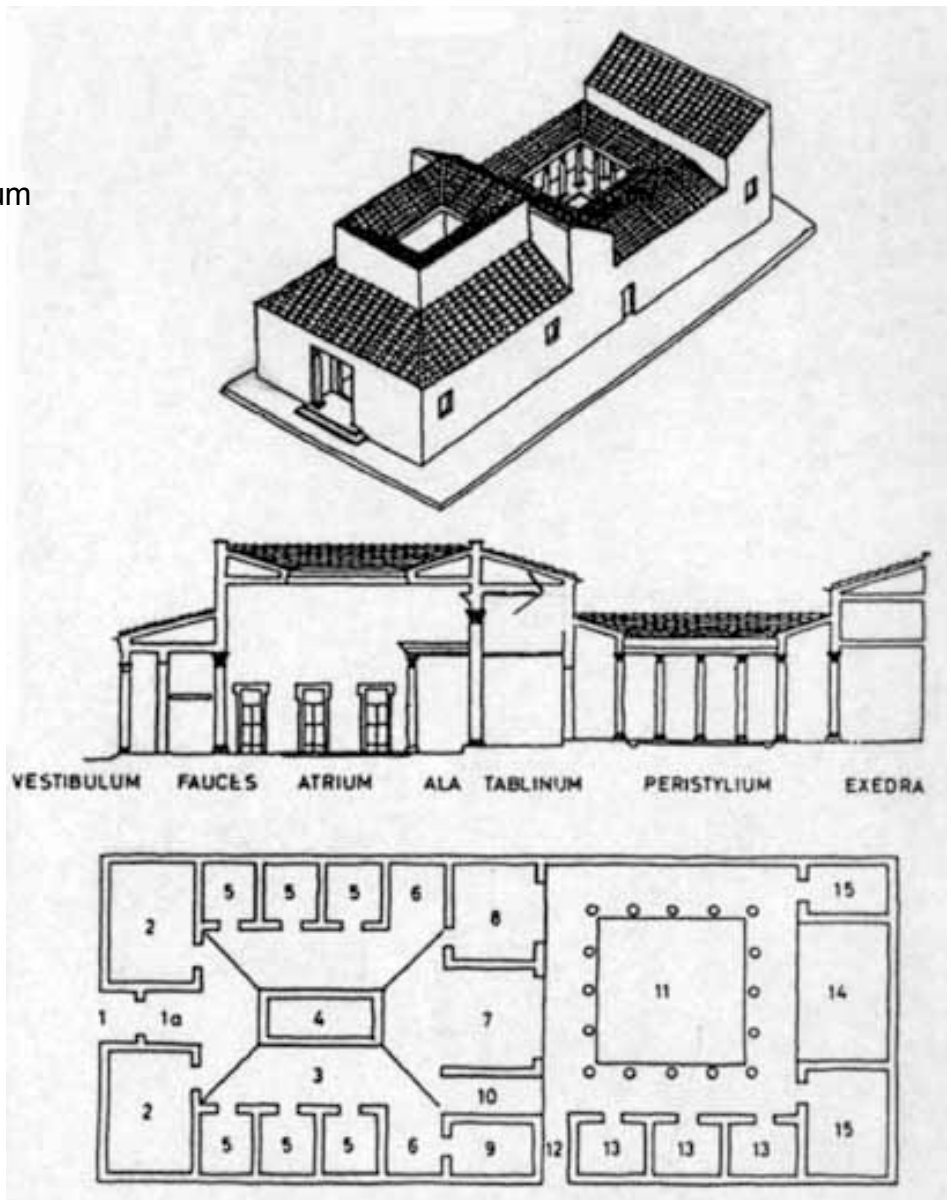 um
VESTIBULUM FAUCES ATRIUM ALA TABLINUM PERISTYLIUM EXEDRA
5 5 5 6 8 15
2
1 1a 4 7 11 14
3
10
2 5 5 5 6 9 12 13 13 13 15